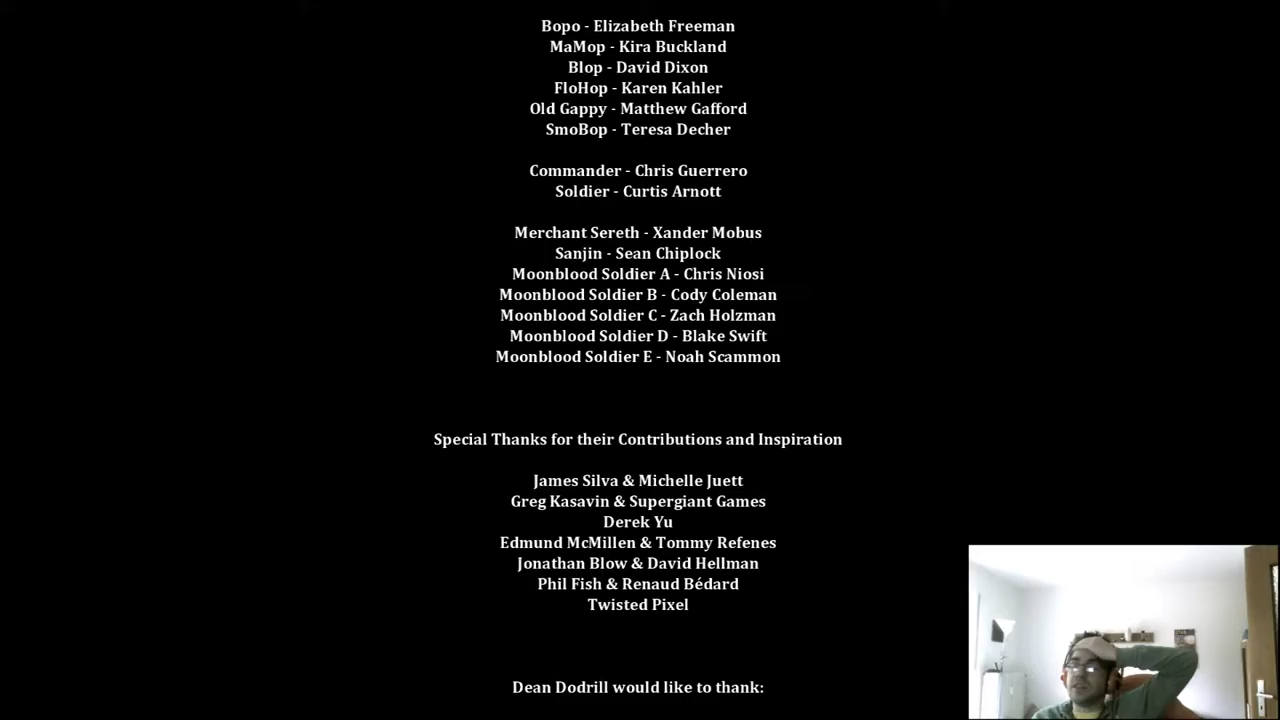 Bopo - Elizabeth Freeman
MaMop - Kira Buckland
Blop - David Dixon
FloHop - Karen Kahler
Old Gappy - Matthew Gafford
SmoBop - Teresa Decher
Commander - Chris Guerrero
Soldier - Curtis Arnott
Merchant Sereth - Xander Mobus
Sanjin - Sean Chiplock
Moonblood Soldier A - Chris Niosi
Moonblood Soldier B - Cody Coleman
Moonblood Soldier C - Zach Holzman
Moonblood Soldier D - Blake Swift
Moonblood Soldier E - Noah Scammon
Special Thanks for their Contributions and Inspiration
James Silva & Michelle Juett
Greg Kasavin & Supergiant Games
Derek Yu
Edmund McMillen & Tommy Refenes
Jonathan Blow & David Hellman
Phil Fish & Renaud Bédard
Twisted Pixel
Dean Dodrill would like to thank: